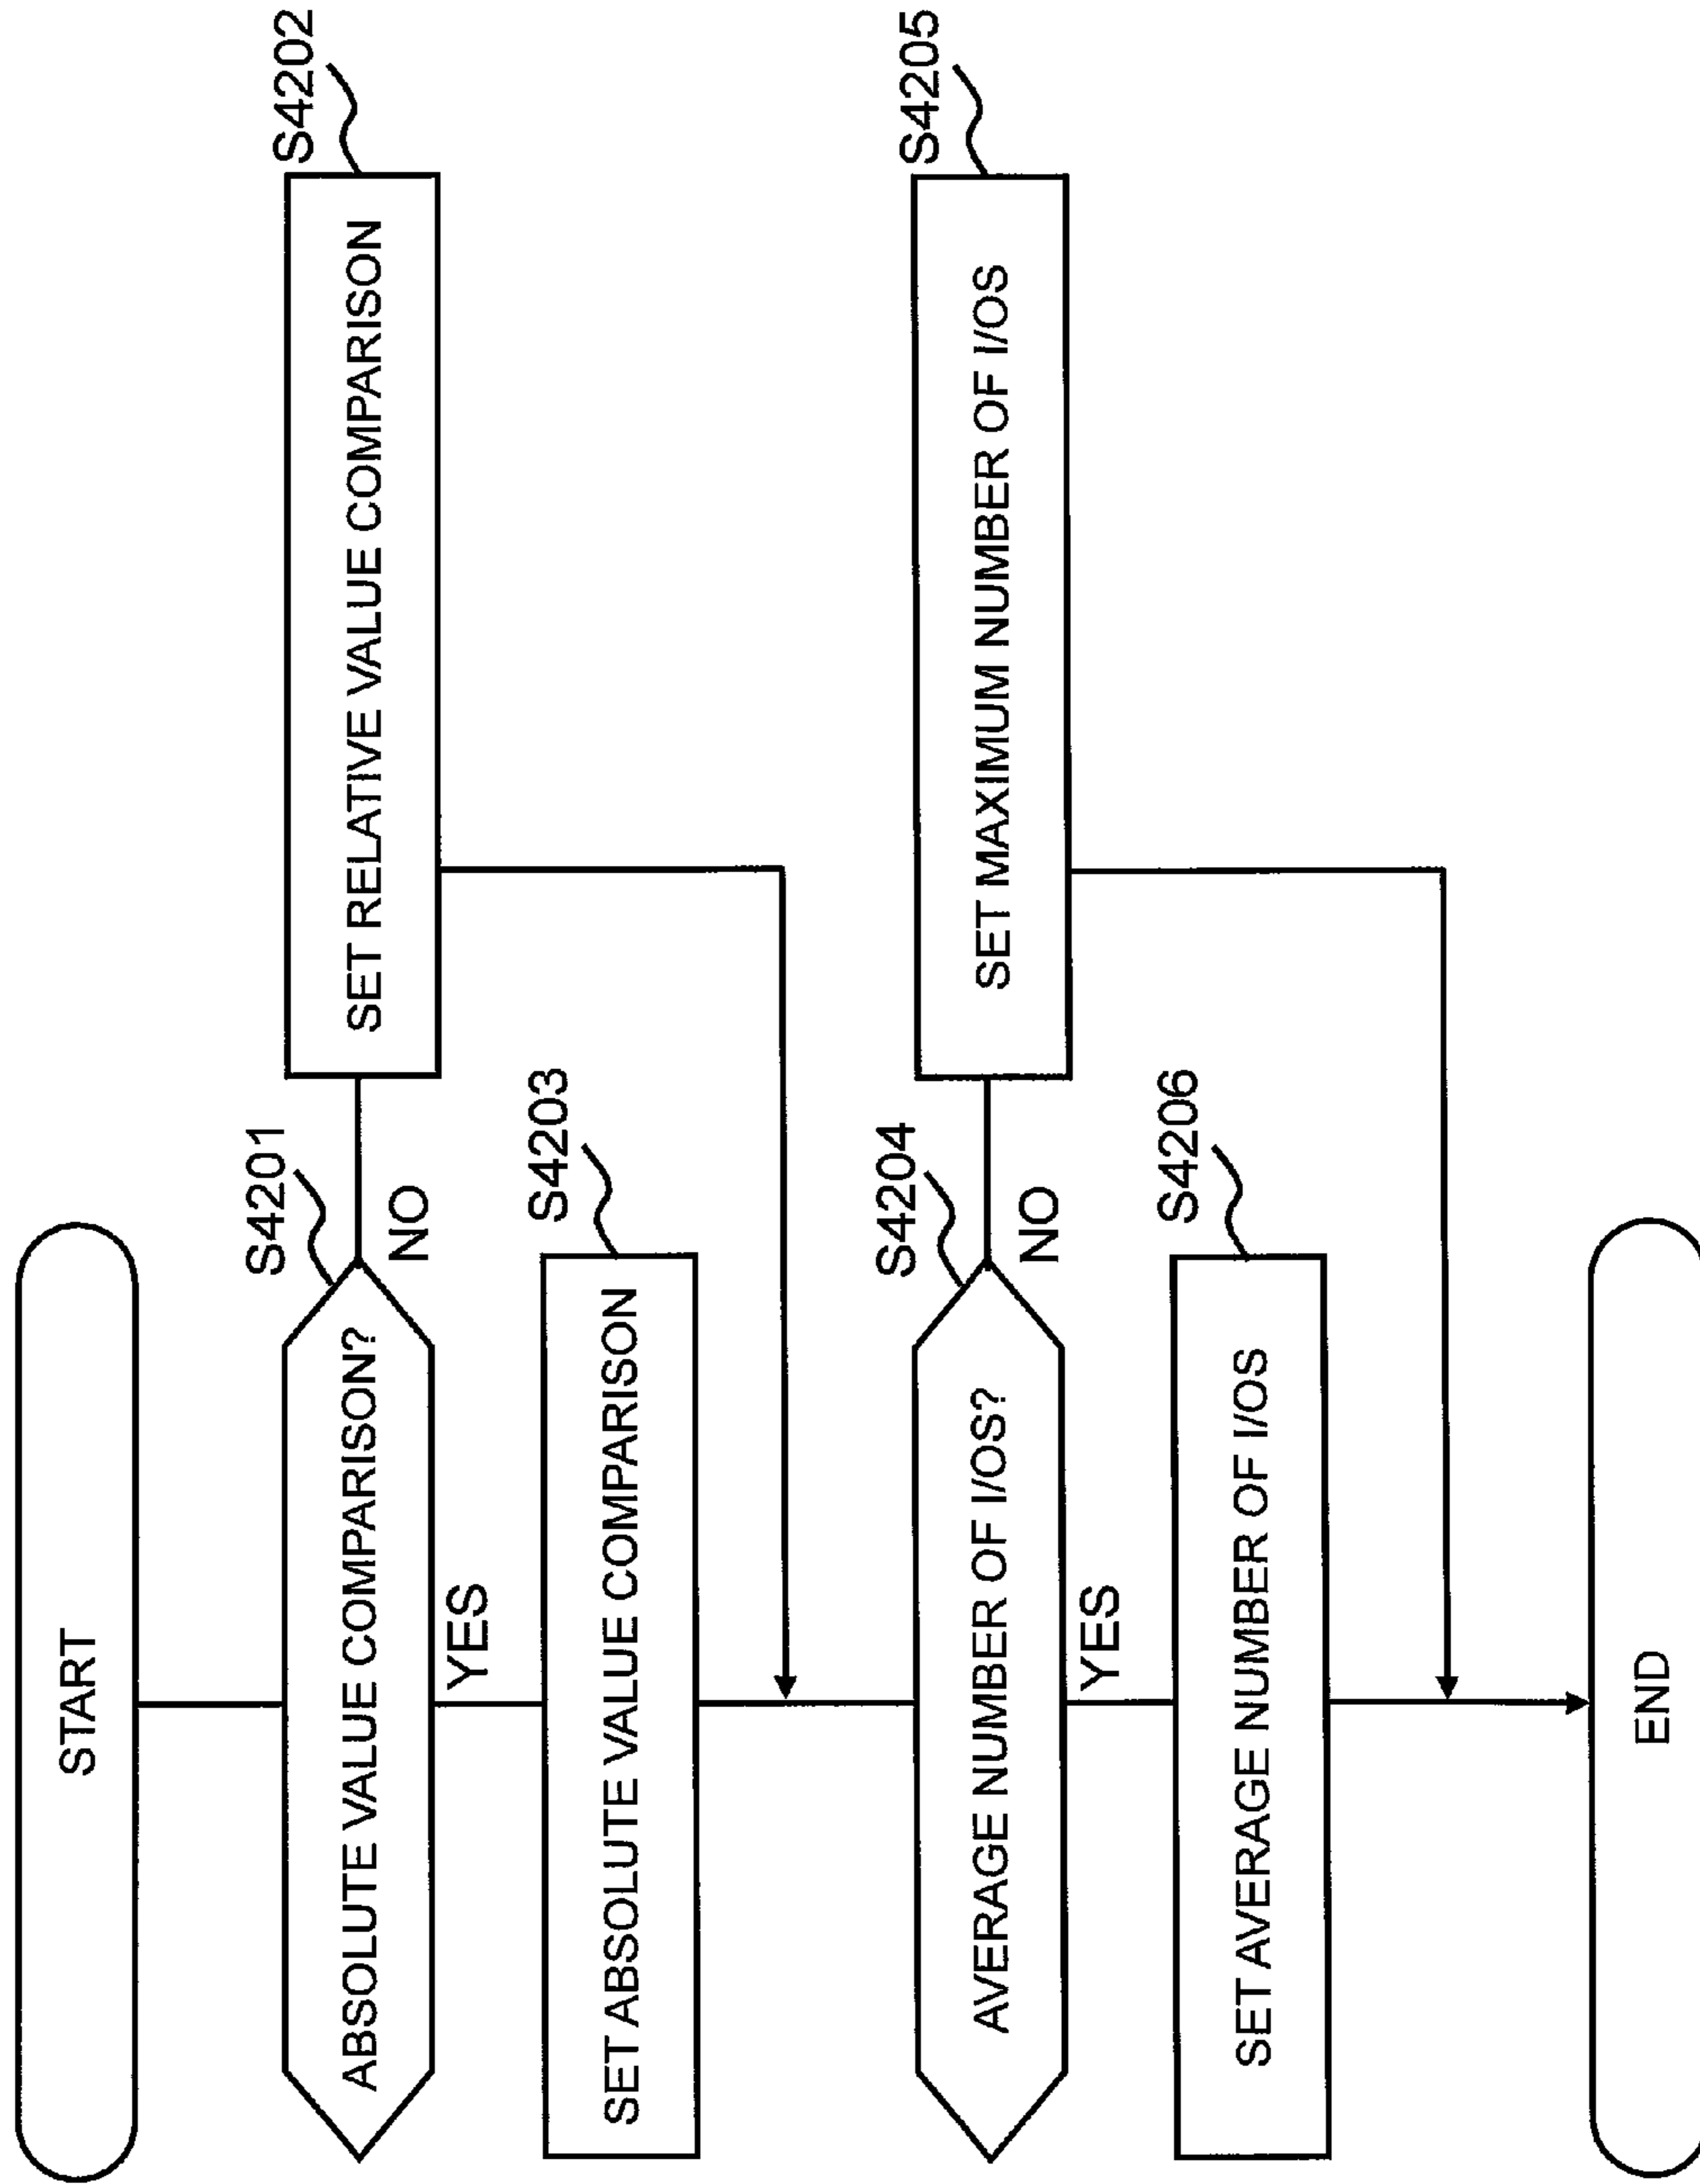 START
S4201
ABSOLUTE VALUE COMPARISON?
NO
S4202
SET RELATIVE VALUE COMPARISON
YES
S4203
SET ABSOLUTE VALUE COMPARISON
S4204
AVERAGE NUMBER OF I/OS?
NO
S4205
SET MAXIMUM NUMBER OF I/OS
YES
S4206
SET AVERAGE NUMBER OF I/OS
END